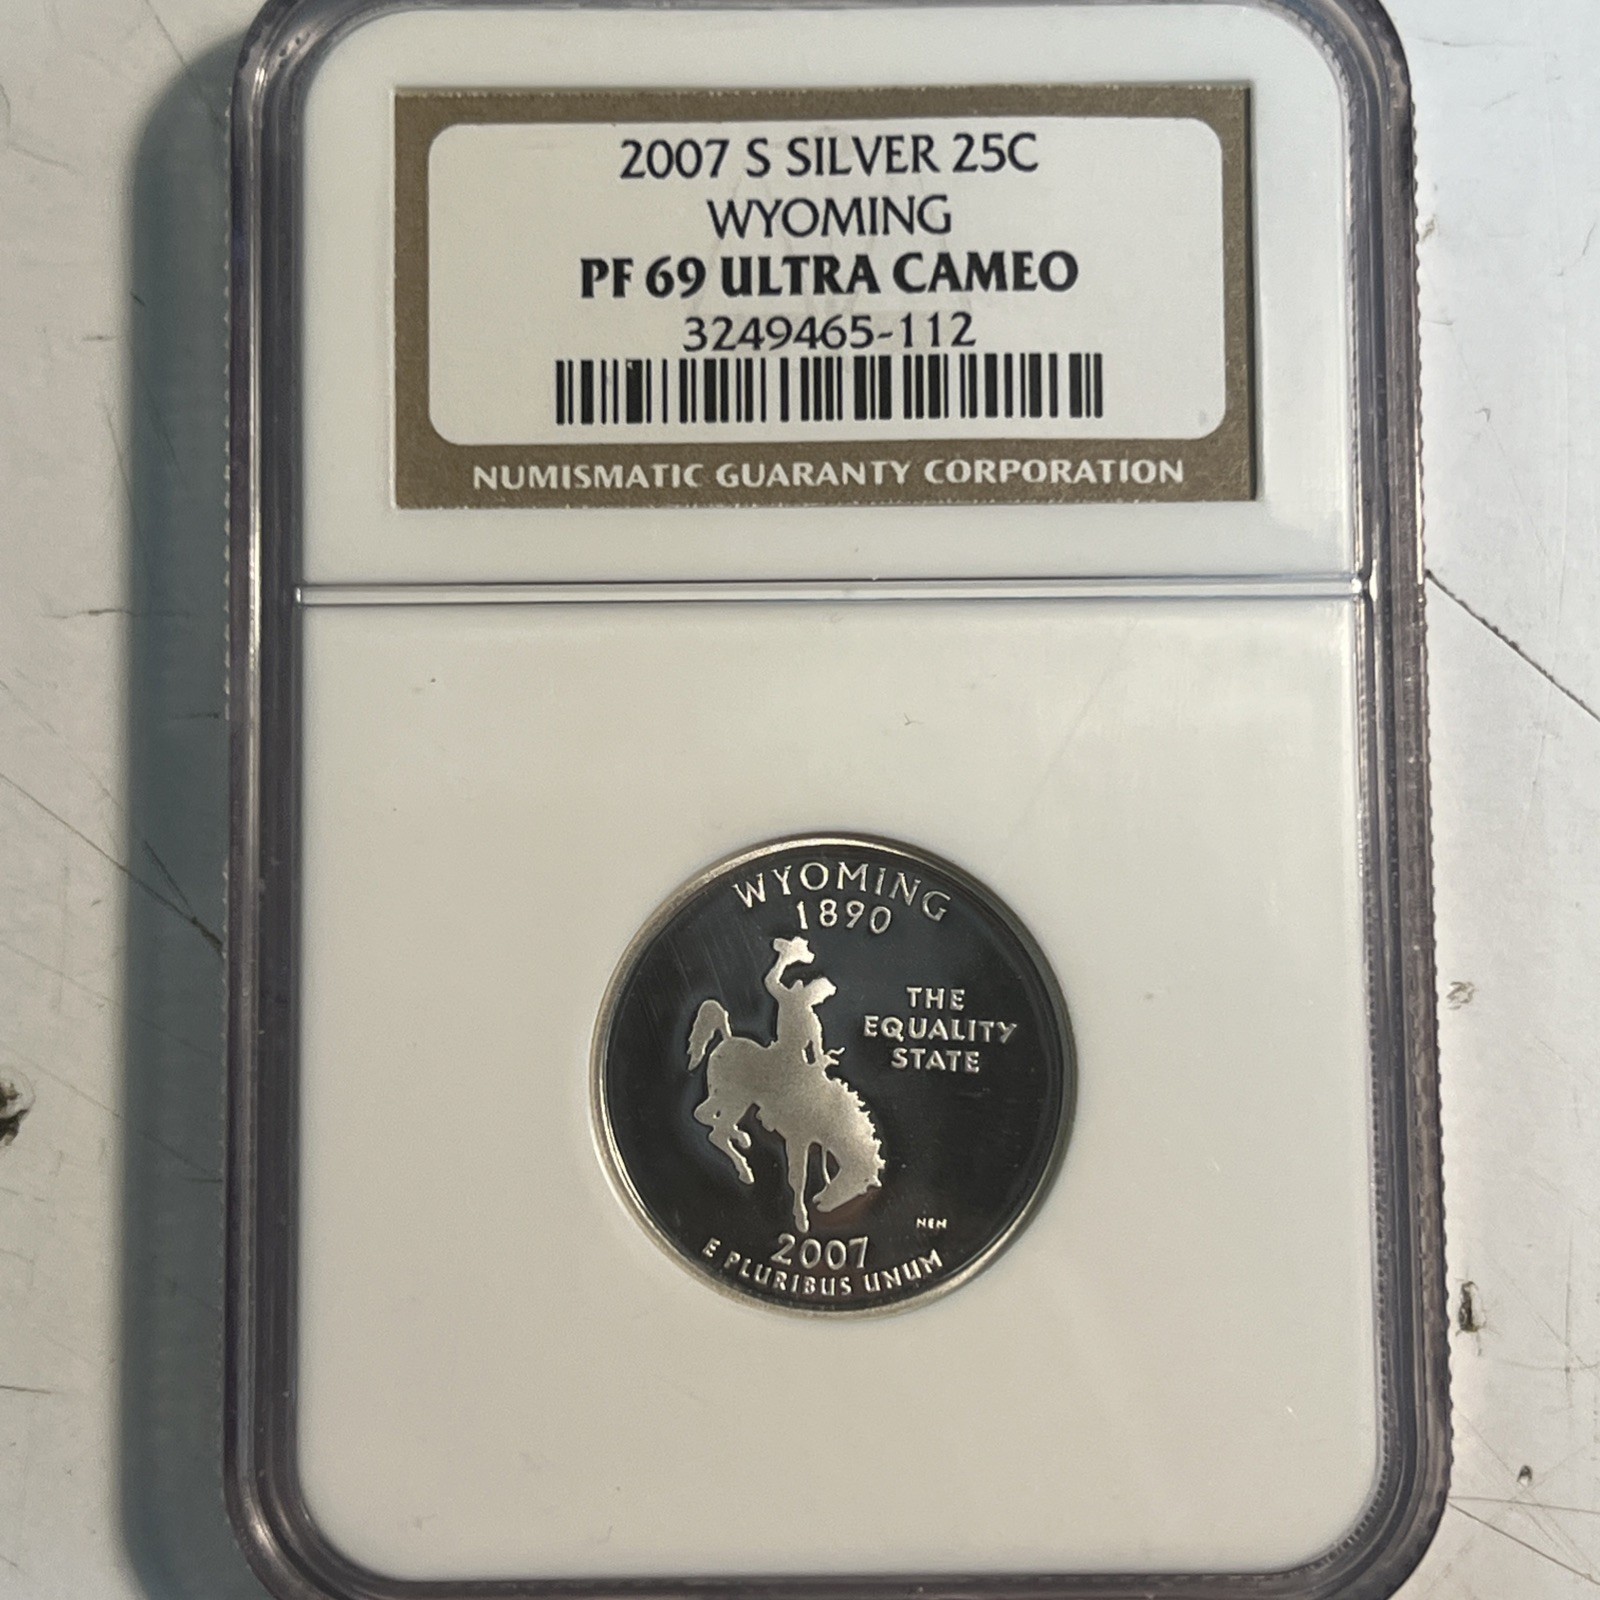 2007 S SILVER 25C
WYOMING
PF 69 ULTRA CAMEO
3249465-112
NUMISMATIC GUARANTY CORPORATION
WYOMING
1890
THE
EQUALITY
STATE
NEM
2007
E PLURIBUS UNUM